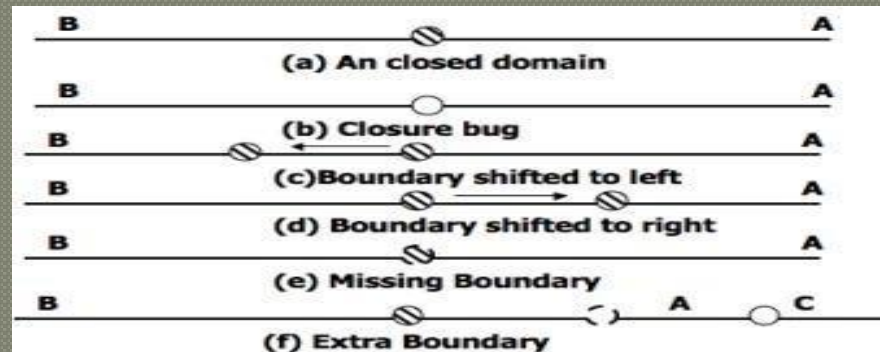 B A
(a) An closed domain
B A
(b) Closure bug
B A
(c)Boundary shifted to left
B A
(d) Boundary shifted to right
B A
(e) Missing Boundary
B A C
(f) Extra Boundary